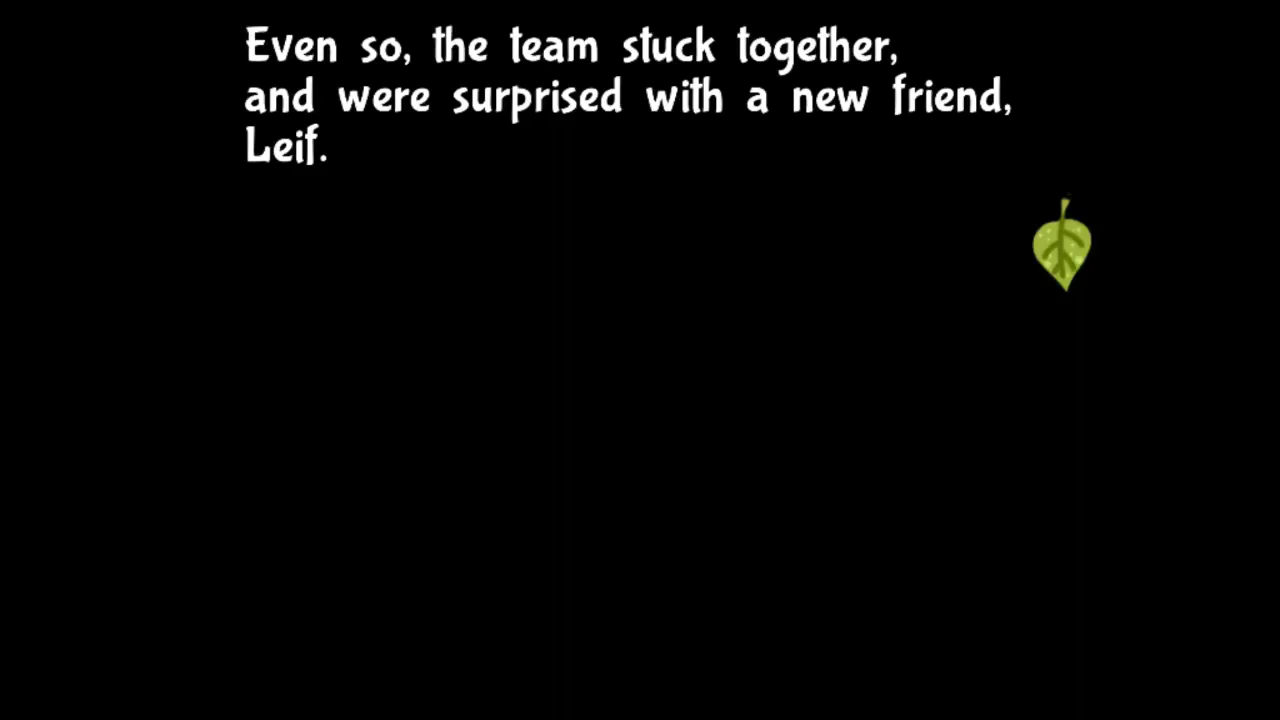 Even so, the team stuck together,
and were surprised with a new friend,
Leif.